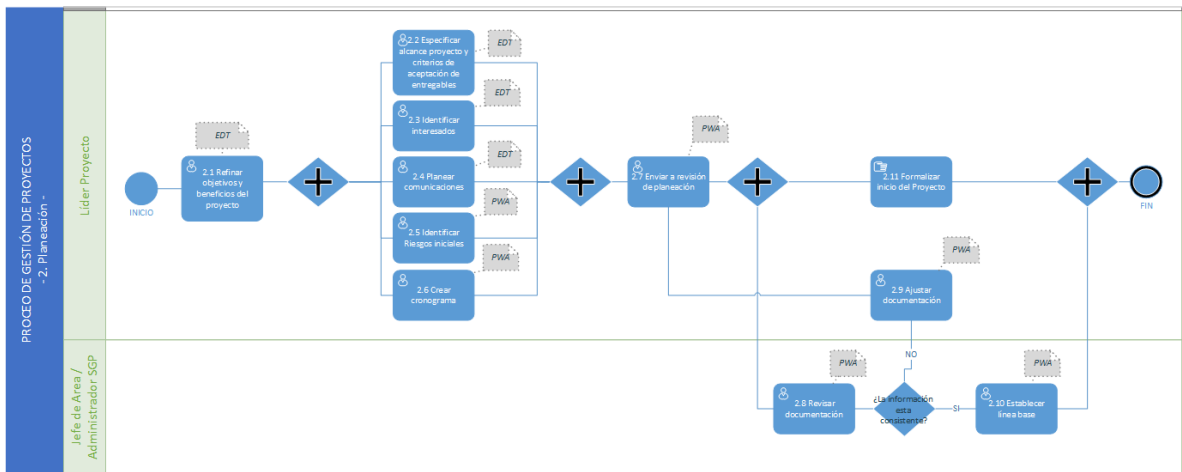 PROCEO DE GESTIÓN DE PROYECTOS
- 2. Planeación -
Líder Proyecto
INICIO
EDT
2.1 Refinar
objetivos y
beneficios del
proyecto
EDT
2.2 Especificar
alcance proyecto y
criterios de
aceptación de
entregables
EDT
2.3 Identificar
interesados
EDT
2.4 Planear
comunicaciones
PWA
2.5 Identificar
Riesgos iniciales
PWA
2.6 Crear
cronograma
PWA
2.7 Enviar a revisión
de planeación
2.11 Formalizar
inicio del Proyecto
FIN
PWA
2.9 Ajustar
documentación
NO
Jefe de Area /
Administrador SGP
PWA
2.8 Revisar
documentación
¿La información
esta
consistente?
SI
PWA
2.10 Establecer
línea base